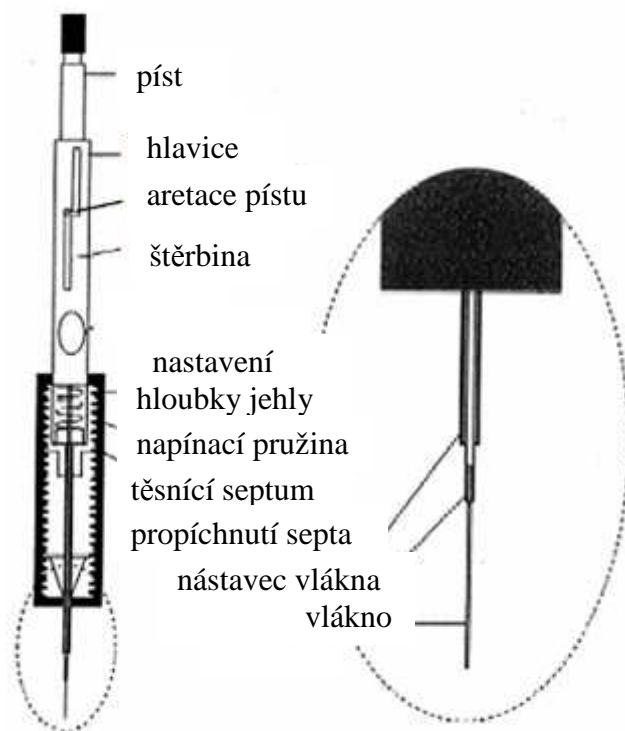 píst
hlavice
aretace pístu
štěrbina
nastavení
hloubky jehly
napínací pružina
těsnící septum
propíchnutí septa
nástavec vlákna
vlákno